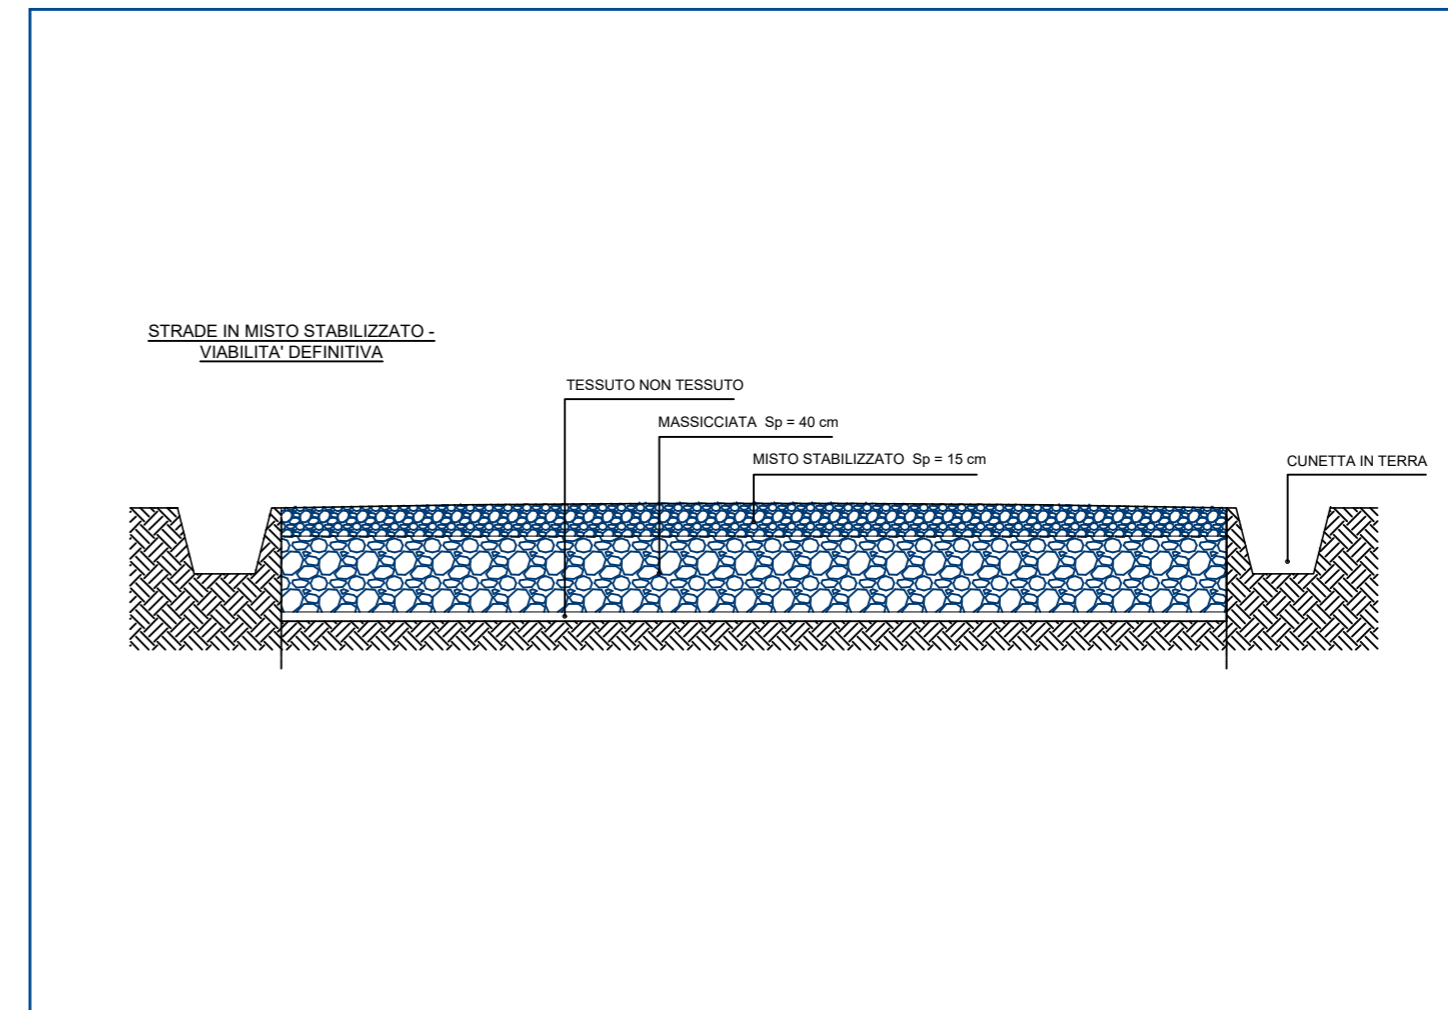 STRADE IN MISTO STABILIZZATO -
VIABILITA' DEFINITIVA
TESSUTO NON TESSUTO
MASSICCIATA Sp = 40 cm
MISTO STABILIZZATO Sp = 15 cm
CUNETTA IN TERRA